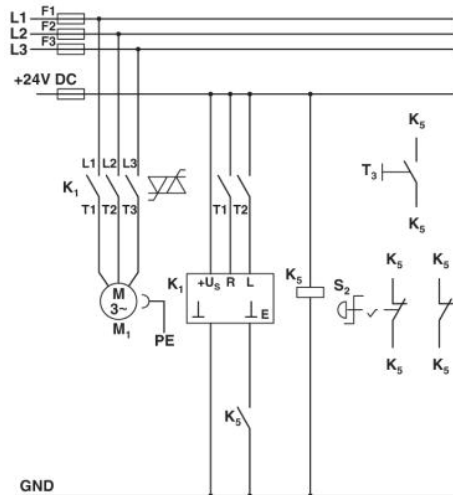 L1 F1
L2 F2
L3 F3
+24V DC
L1 L2 L3
K1
T1 T2 T3
T1 T2
K5
T3
K5
M
3~
M1
PE
K1
+US R L
E
K5
S2
K5 K5
K5 K5
K5
GND